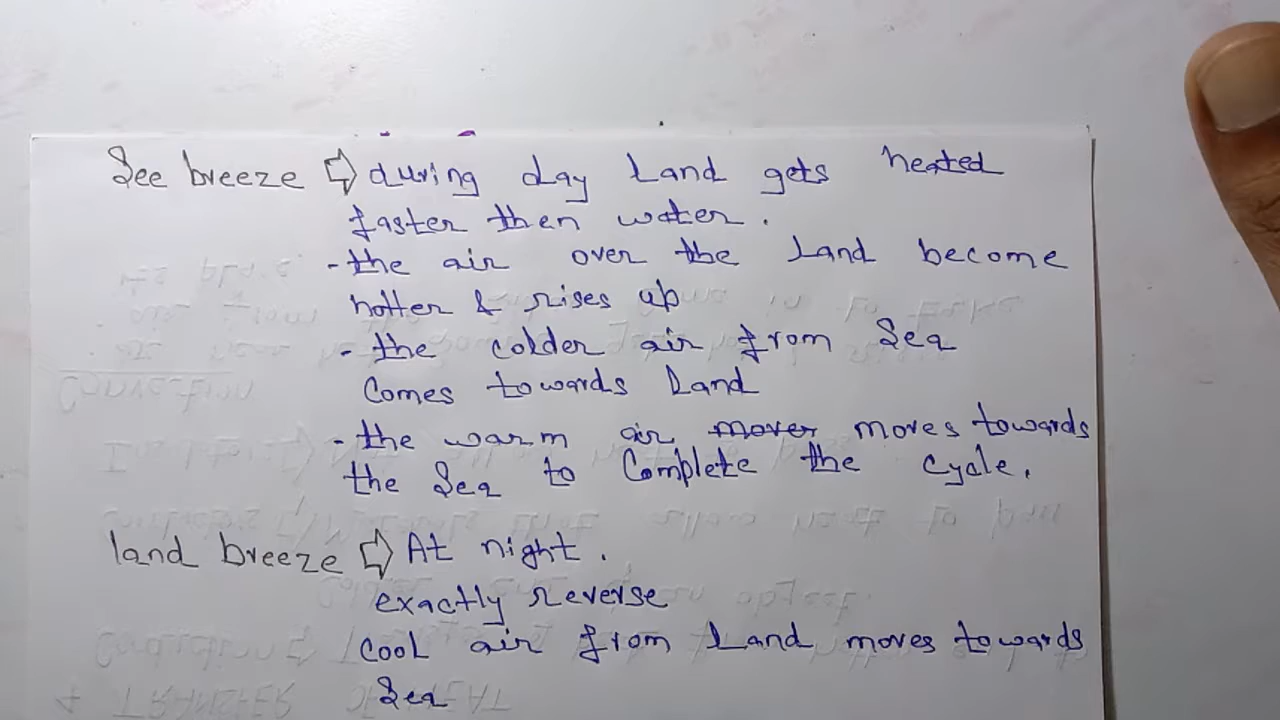 See breeze ⇨ during day Land gets heated
faster then water.
- the air over the Land become
hotter & rises up
- the colder air from Sea
Comes towards Land
- the warm air mover moves towards
the Sea to Complete the cycle.
land breeze ⇨ At night.
exactly reverse
Cool air from Land moves towards
Sea